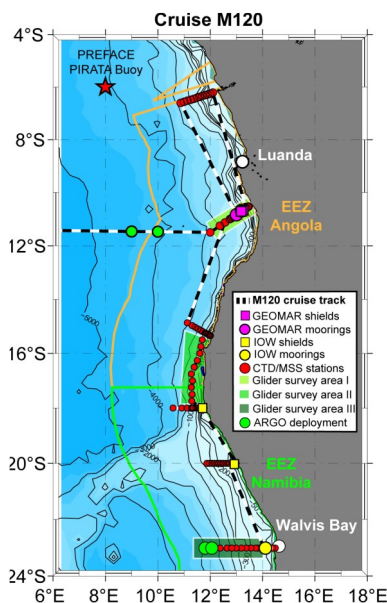 Cruise M120
4°S
PREFACE
PIRATA Buoy
8°S
Luanda
EEZ
Angola
12°S
-5000
M120 cruise track
GEOMAR shields
GEOMAR moorings
IOW shields
IOW moorings
CTD/MSS stations
Glider survey area I
Glider survey area II
Glider survey area III
ARGO deployment
16°S
-4000
20°S
EEZ
Namibia
Walvis Bay
24°S
6°E
8°E
10°E
12°E
14°E
16°E
18°E